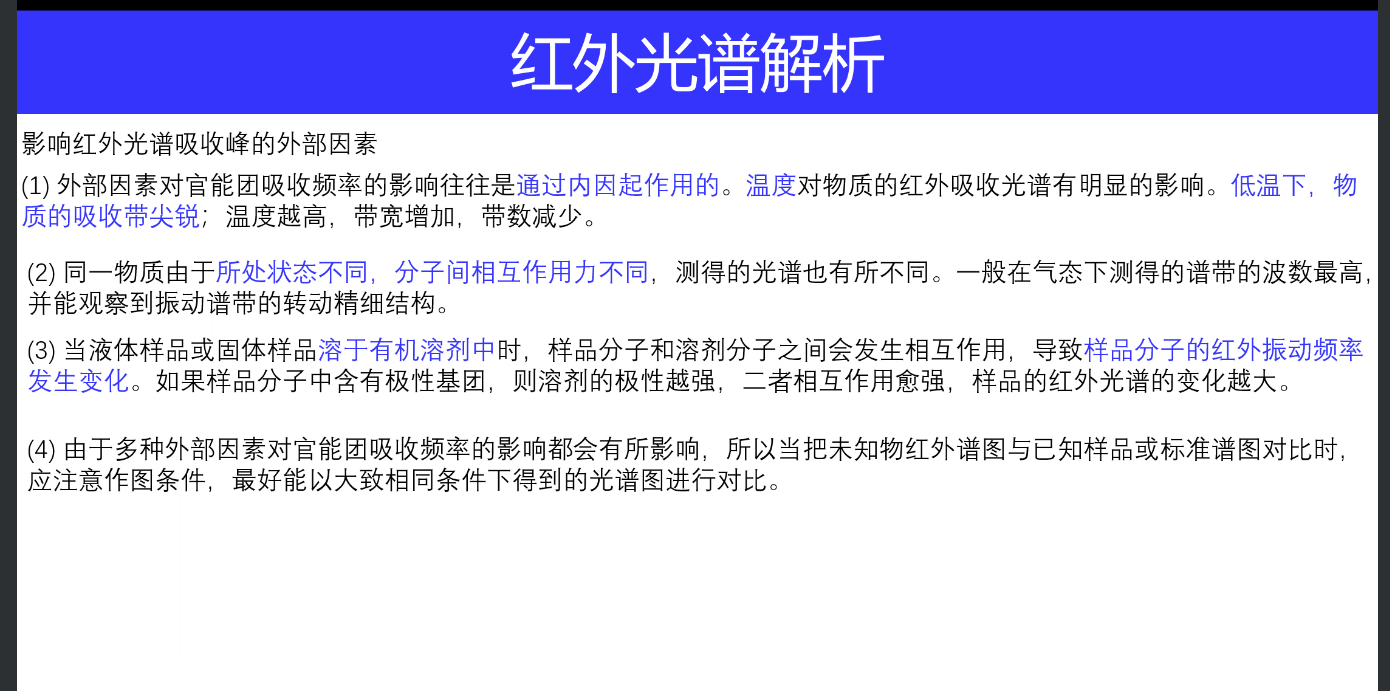 红外光谱解析
影响红外光谱吸收峰的外部因素
(1) 外部因素对官能团吸收频率的影响往往是通过内因起作用的。温度对物质的红外吸收光谱有明显的影响。低温下，物
质的吸收带尖锐；温度越高，带宽增加，带数减少。
(2) 同一物质由于所处状态不同，分子间相互作用力不同，测得的光谱也有所不同。一般在气态下测得的谱带的波数最高，
并能观察到振动谱带的转动精细结构。
(3) 当液体样品或固体样品溶于有机溶剂中时，样品分子和溶剂分子之间会发生相互作用，导致样品分子的红外振动频率
发生变化。如果样品分子中含有极性基团，则溶剂的极性越强，二者相互作用愈强，样品的红外光谱的变化越大。
(4) 由于多种外部因素对官能团吸收频率的影响都会有所影响，所以当把未知物红外谱图与已知样品或标准谱图对比时，
应注意作图条件，最好能以大致相同条件下得到的光谱图进行对比。